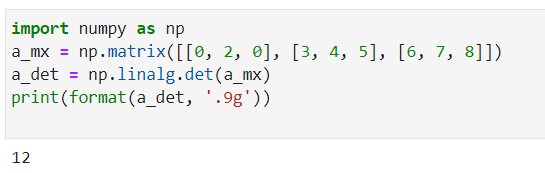 import numpy as np
a_mx = np.matrix([[0, 2, 0], [3, 4, 5], [6, 7, 8]])
a_det = np.linalg.det(a_mx)
print(format(a_det, '.9g'))
12